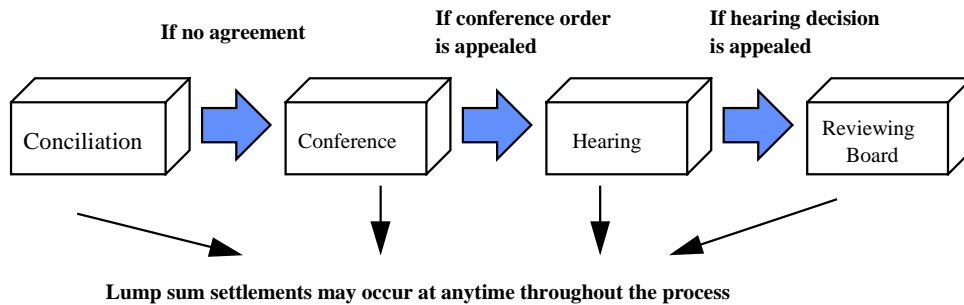 If no agreement
If conference order
is appealed
If hearing decision
is appealed
Conciliation
Conference
Hearing
Reviewing
Board
Lump sum settlements may occur at anytime throughout the process